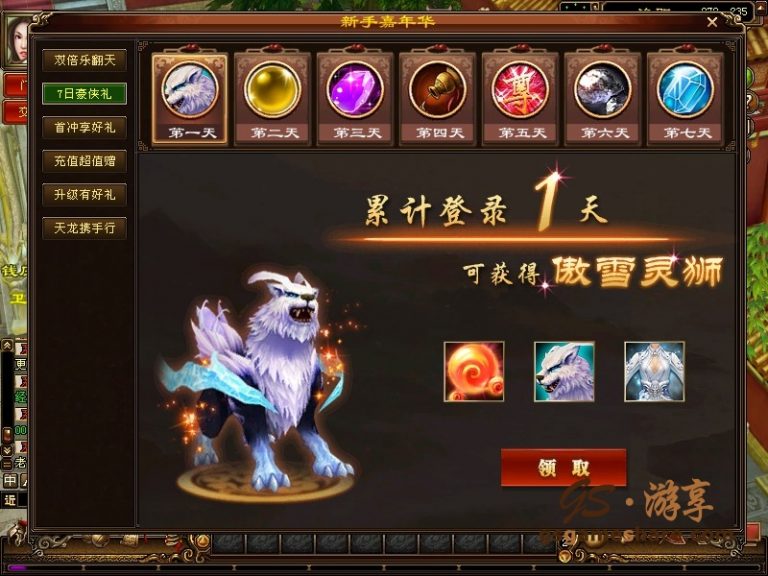 新手嘉年华
双倍乐翻天
7日豪侠礼
首冲享好礼
充值超值赠
升级有好礼
天龙携手行
第一天
第二天
第三天
第四天
第五天
第六天
第七天
尊
累计登录1天
可获得 傲雪灵狮
领取
GS·游享